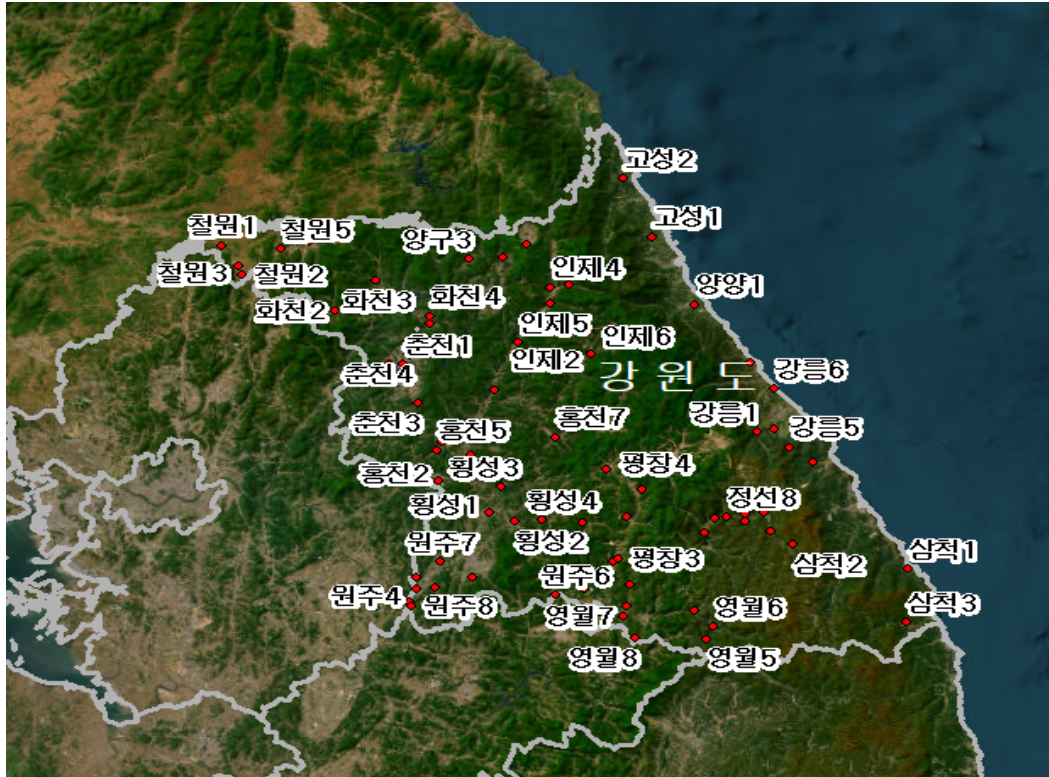 고성2
고성1
철원1
철원5
양구3
철원3
철원2
인제4
양양1
화천2
화천3
화천4
인제5
인제6
춘천1
인제2
춘천4
강 원 도
강릉6
춘천3
홍천5
홍천7
강릉1
강릉5
홍천2
횡성3
평창4
횡성1
횡성4
정선8
횡성2
원주7
원주6
평창3
삼척2
삼척1
원주4
원주8
영월7
영월6
삼척3
영월8
영월5